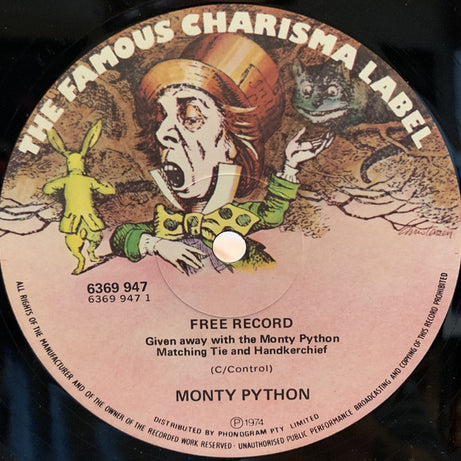 THE FAMOUS CHARISMA LABEL
Christazen
6369 947
6369 947 1
FREE RECORD
Given away with the Monty Python
Matching Tie and Handkerchief
(C/Control)
MONTY PYTHON
Ⓟ1974
DISTRIBUTED BY PHONOGRAM PTY LIMITED
ALL RIGHTS OF THE MANUFACTURER AND OF THE OWNER OF THE RECORDED WORK RESERVED - UNAUTHORISED PUBLIC PERFORMANCE BROADCASTING AND COPYING OF THIS RECORD PROHIBITED